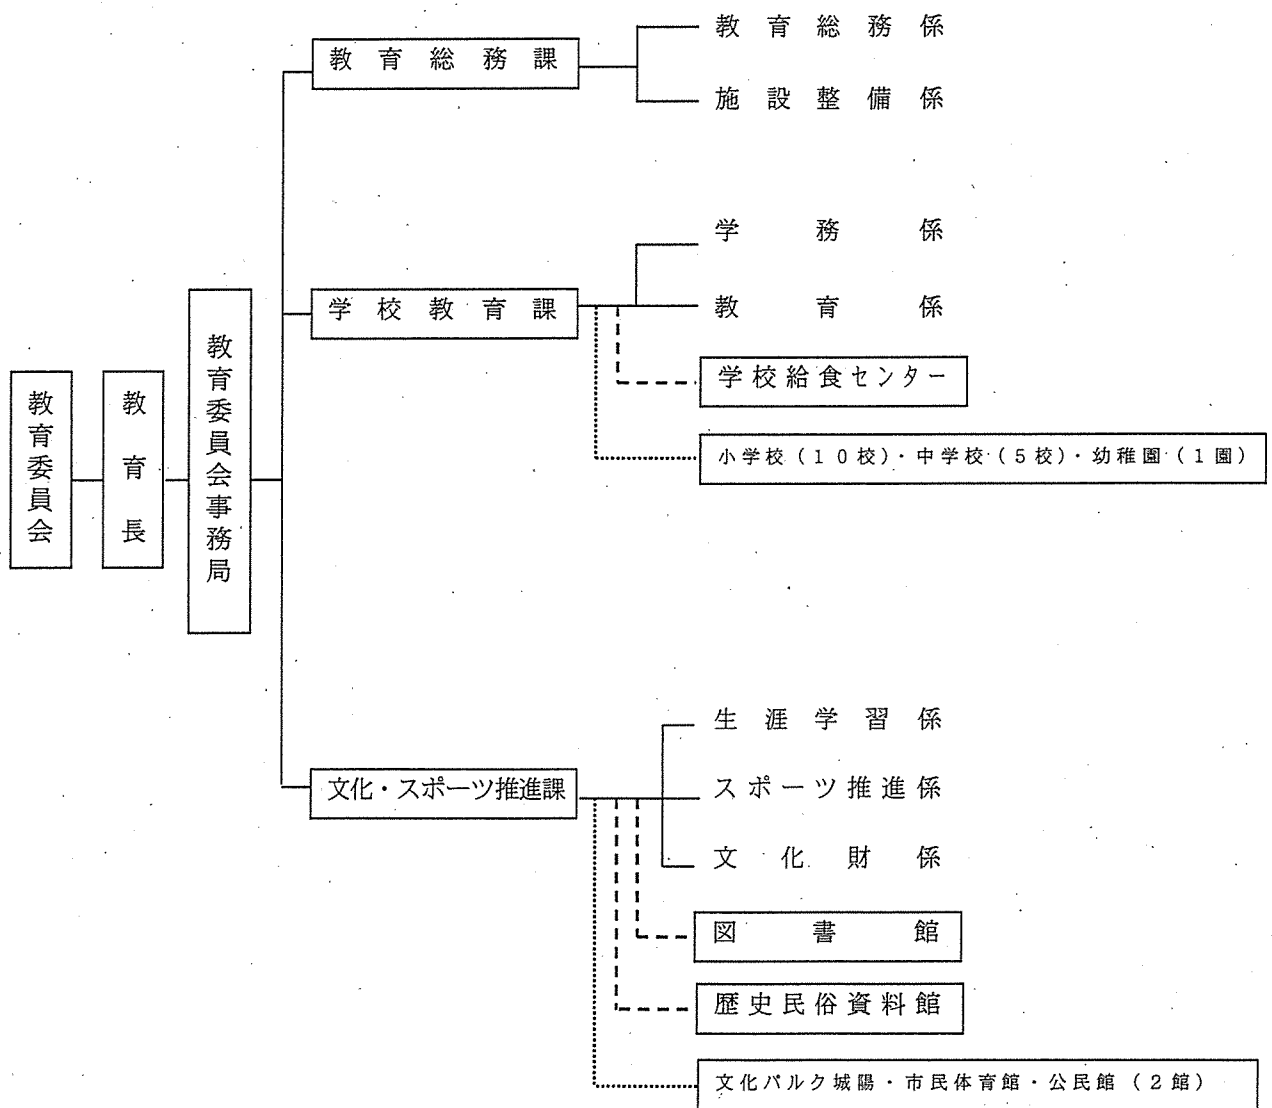 教育委員会
教育長
教育委員会事務局
教育総務課
教育総務係
施設整備係
学校教育課
学務係
教育係
学校給食センター
小学校(10校)・中学校(5校)・幼稚園(1園)
文化・スポーツ推進課
生涯学習係
スポーツ推進係
文化財係
図書館
歴史民俗資料館
文化パルク城陽・市民体育館・公民館(2館)